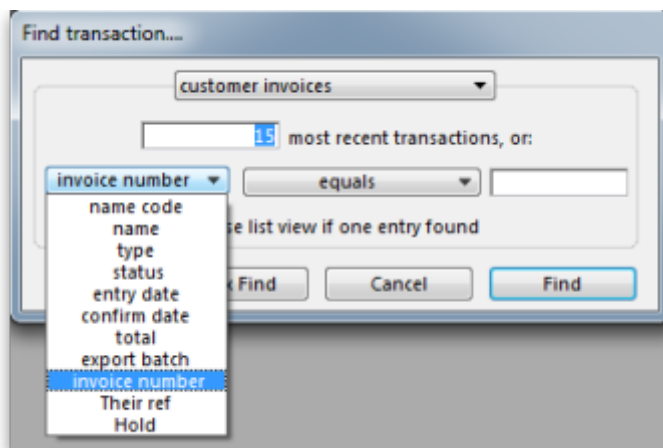 Find transaction....
customer invoices
15 most recent transactions, or:
invoice number equals
name code
name
se list view if one entry found
type
status
entry date
Find Cancel Find
confirm date
total
export batch
invoice number
Their ref
Hold